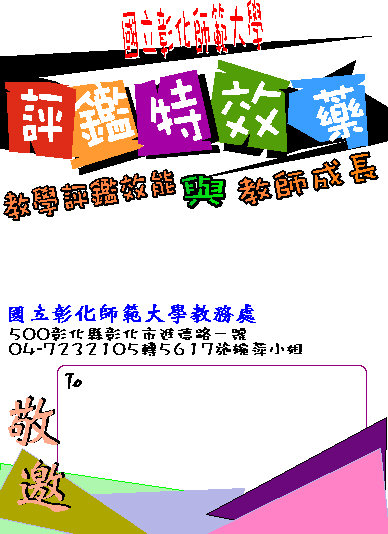 國立彰化師範大學
評鑑特效藥
教學評鑑效能與教師成長
國立彰化師範大學教務處
500彰化縣彰化市進德路一號
04-7232105轉5617施婉萍小姐
To
敬邀